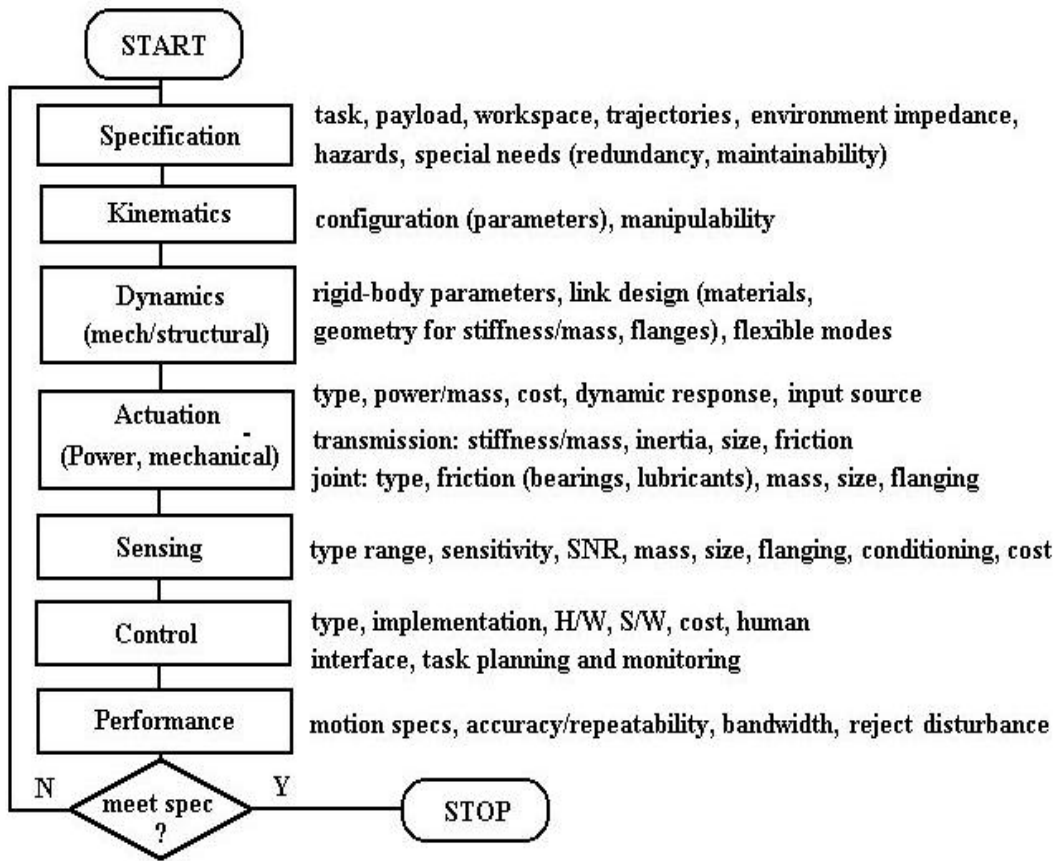 START
Specification
task, payload, workspace, trajectories, environment impedance,
hazards, special needs (redundancy, maintainability)
Kinematics
configuration (parameters), manipulability
Dynamics
(mech/structural)
rigid-body parameters, link design (materials,
geometry for stiffness/mass, flanges), flexible modes
Actuation
(Power, mechanical)
type, power/mass, cost, dynamic response, input source
transmission: stiffness/mass, inertia, size, friction
joint: type, friction (bearings, lubricants), mass, size, flanging
Sensing
type range, sensitivity, SNR, mass, size, flanging, conditioning, cost
Control
type, implementation, H/W, S/W, cost, human
interface, task planning and monitoring
Performance
motion specs, accuracy/repeatability, bandwidth, reject disturbance
N
meet spec
?
Y
STOP